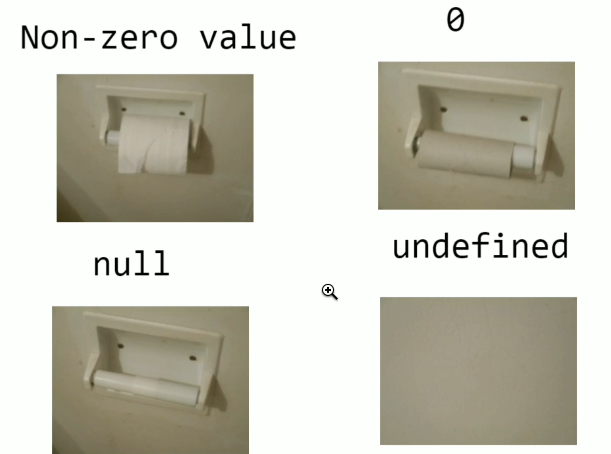 Non-zero value
0
null
undefined